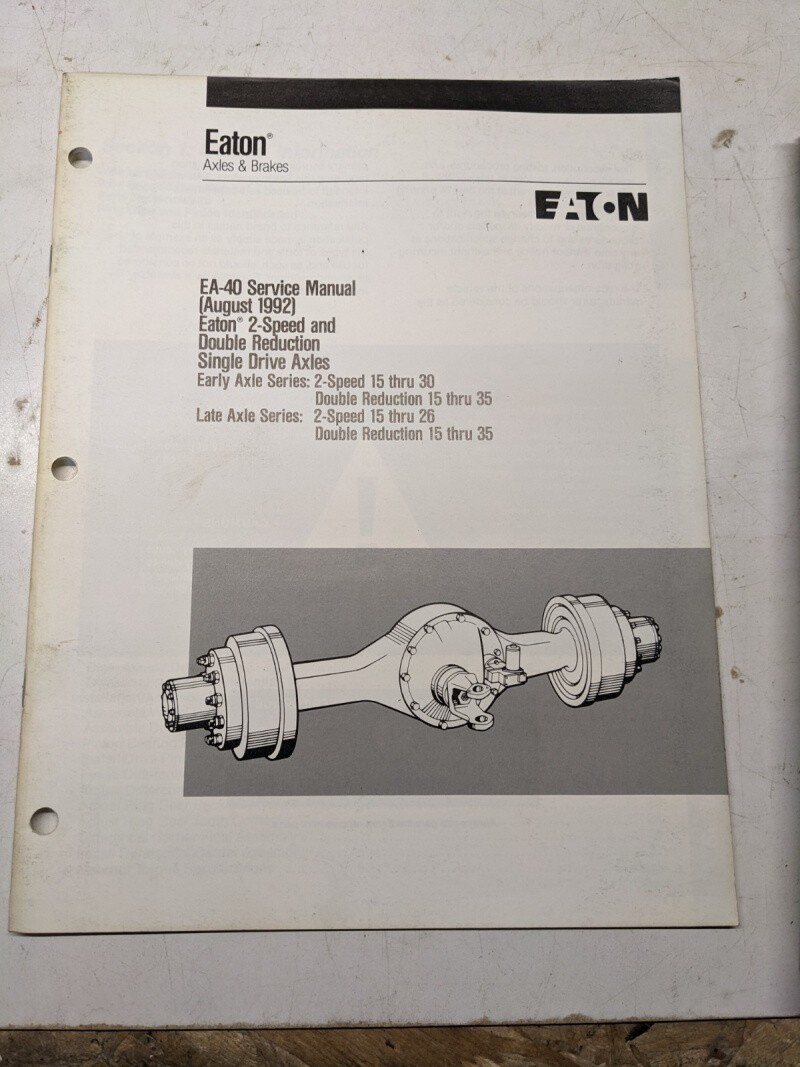 Eaton®
Axles & Brakes
EATON
EA-40 Service Manual
(August 1992)
Eaton® 2-Speed and
Double Reduction
Single Drive Axles
Early Axle Series: 2-Speed 15 thru 30
Double Reduction 15 thru 35
Late Axle Series: 2-Speed 15 thru 26
Double Reduction 15 thru 35